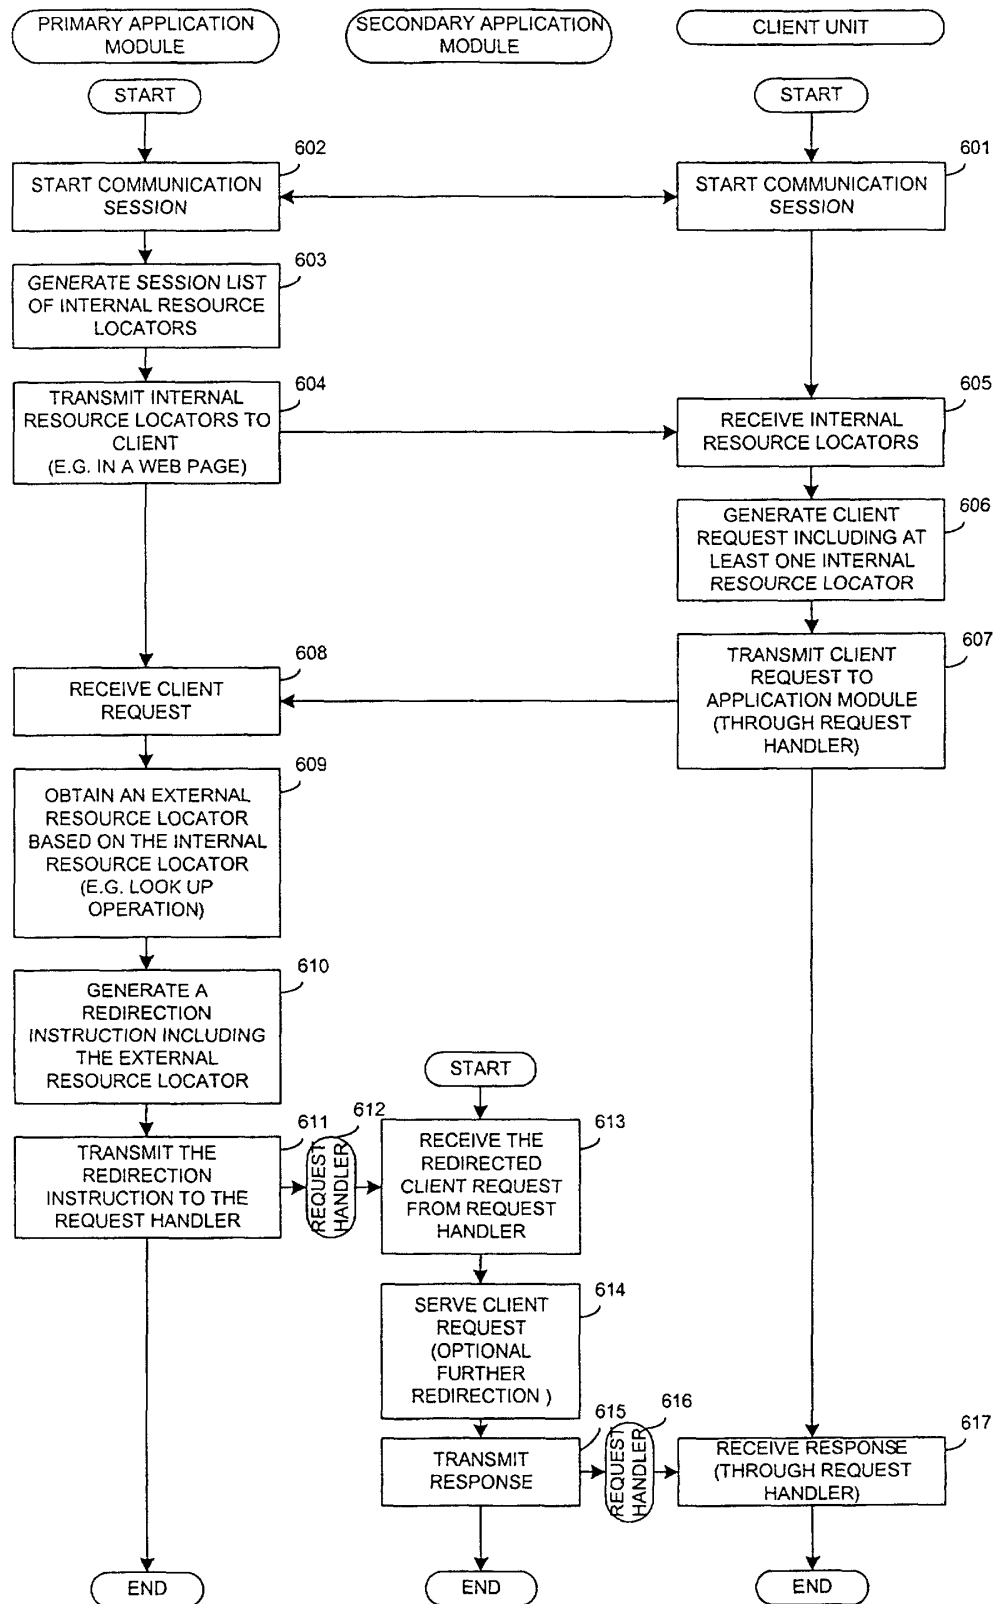 PRIMARY APPLICATION
MODULE
SECONDARY APPLICATION
MODULE
CLIENT UNIT
START
START
602
START COMMUNICATION
SESSION
601
START COMMUNICATION
SESSION
603
GENERATE SESSION LIST
OF INTERNAL RESOURCE
LOCATORS
604
TRANSMIT INTERNAL
RESOURCE LOCATORS TO
CLIENT
(E.G. IN A WEB PAGE)
605
RECEIVE INTERNAL
RESOURCE LOCATORS
606
GENERATE CLIENT
REQUEST INCLUDING AT
LEAST ONE INTERNAL
RESOURCE LOCATOR
607
TRANSMIT CLIENT
REQUEST TO
APPLICATION MODULE
(THROUGH REQUEST
HANDLER)
608
RECEIVE CLIENT
REQUEST
609
OBTAIN AN EXTERNAL
RESOURCE LOCATOR
BASED ON THE INTERNAL
RESOURCE LOCATOR
(E.G. LOOK UP
OPERATION)
610
GENERATE A
REDIRECTION
INSTRUCTION INCLUDING
THE EXTERNAL
RESOURCE LOCATOR
START
611
TRANSMIT THE
REDIRECTION
INSTRUCTION TO THE
REQUEST HANDLER
612
REQUEST
HANDLER
613
RECEIVE THE
REDIRECTED
CLIENT REQUEST
FROM REQUEST
HANDLER
614
SERVE CLIENT
REQUEST
(OPTIONAL
FURTHER
REDIRECTION )
615
TRANSMIT
RESPONSE
616
REQUEST
HANDLER
617
RECEIVE RESPONSE
(THROUGH REQUEST
HANDLER)
END
END
END